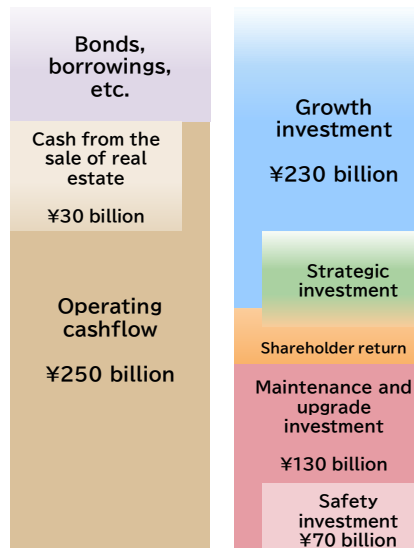 Bonds,
borrowings,
etc.
Cash from the
sale of real
estate
¥30 billion
Operating
cashflow
¥250 billion
Growth
investment
¥230 billion
Strategic
investment
Shareholder return
Maintenance and
upgrade
investment
¥130 billion
Safety
investment
¥70 billion